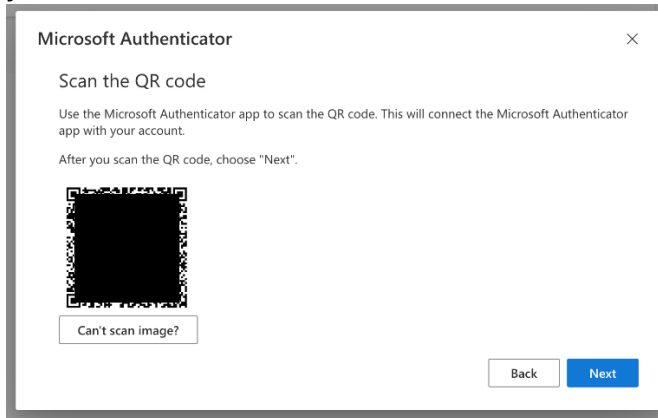 Microsoft Authenticator
Scan the QR code
Use the Microsoft Authenticator app to scan the QR code. This will connect the Microsoft Authenticator
app with your account.
After you scan the QR code, choose "Next".
Can't scan image?
Back
Next